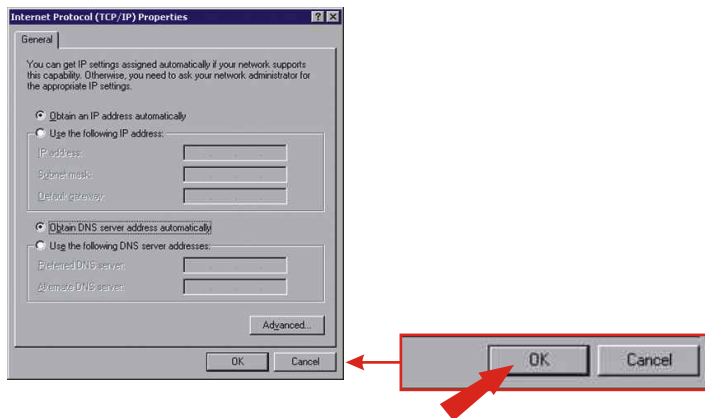 Internet Protocol (TCP/IP) Properties
General
You can get IP settings assigned automatically if your network supports
this capability. Otherwise, you need to ask your network administrator for
the appropriate IP settings.
Obtain an IP address automatically
Use the following IP address:
IP address:
Subnet mask:
Default gateway:
Obtain DNS server address automatically
Use the following DNS server addresses:
Preferred DNS server:
Alternate DNS server:
Advanced...
OK Cancel
OK Cancel